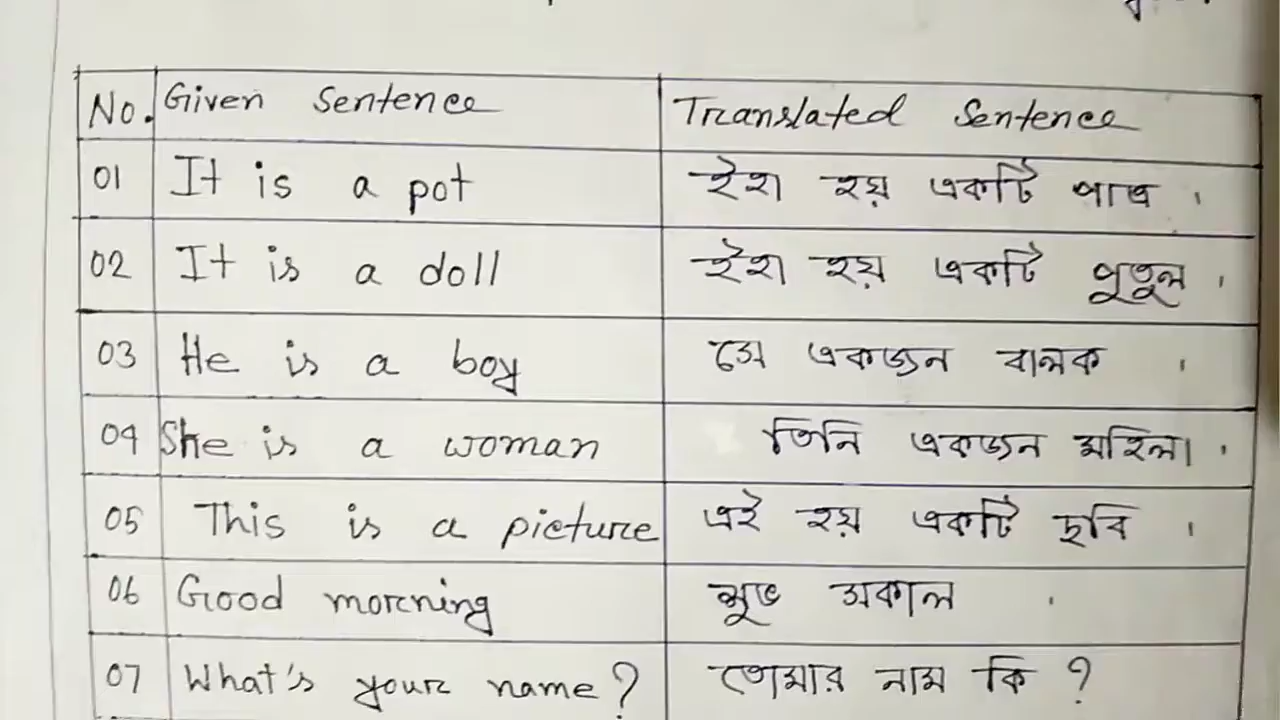 No. Given Sentence Translated Sentence
01 It is a pot ইহা হয় একটি পাত্র ।
02 It is a doll ইহা হয় একটি পুতুল ।
03 He is a boy সে একজন বালক ।
04 She is a woman তিনি একজন মহিলা ।
05 This is a picture এই হয় একটি ছবি ।
06 Good morning শুভ সকাল ।
07 What's your name? তোমার নাম কি ?